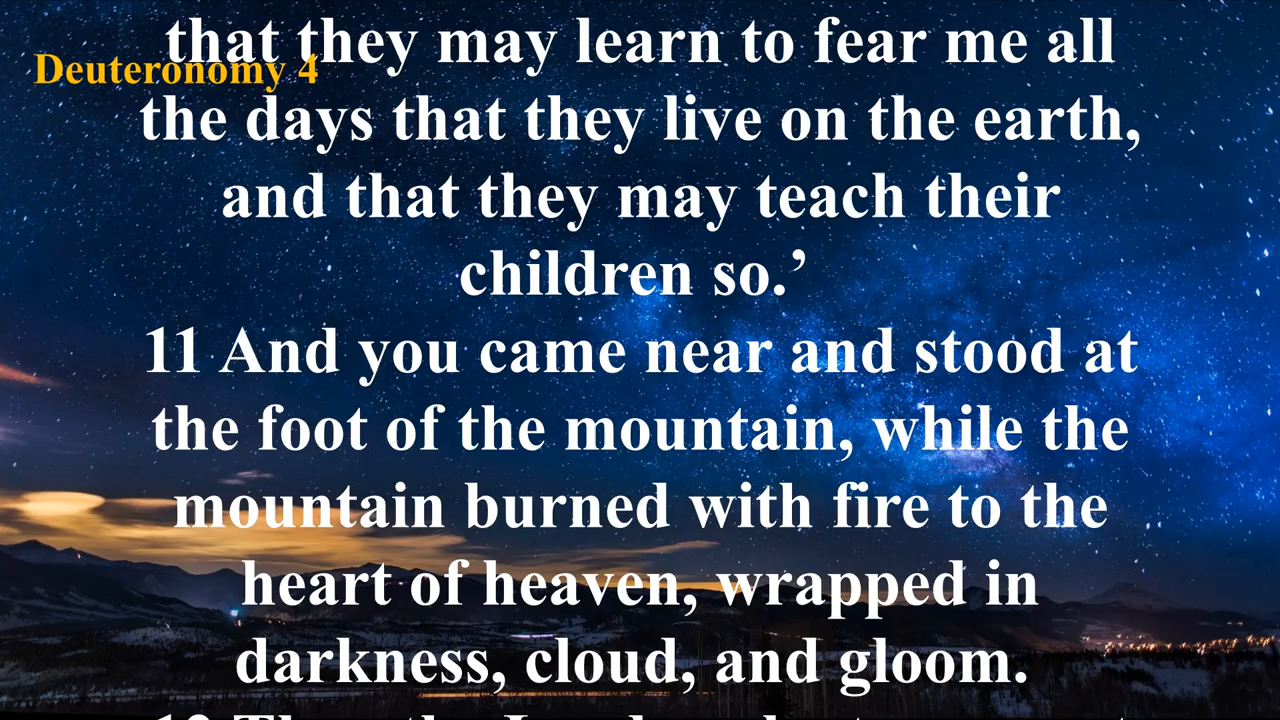 that they may learn to fear me all
Deuteronomy 4
the days that they live on the earth,
and that they may teach their
children so.’
11 And you came near and stood at
the foot of the mountain, while the
mountain burned with fire to the
heart of heaven, wrapped in
darkness, cloud, and gloom.